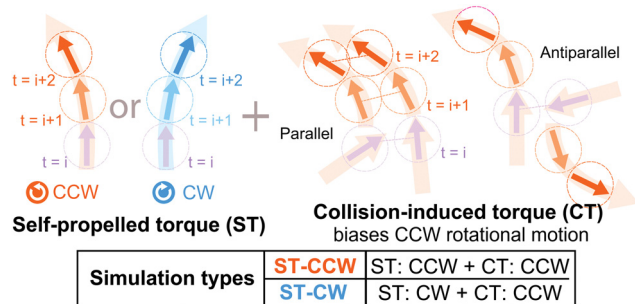 t = i+2
t = i+1
t = i
CCW
or
t = i+2
t = i+1
t = i
CW
+
Self-propelled torque (ST)
Parallel
t = i+2
t = i+1
t = i
Antiparallel
Collision-induced torque (CT)
biases CCW rotational motion
Simulation types
ST-CCW ST: CCW + CT: CCW
ST-CW ST: CW + CT: CCW